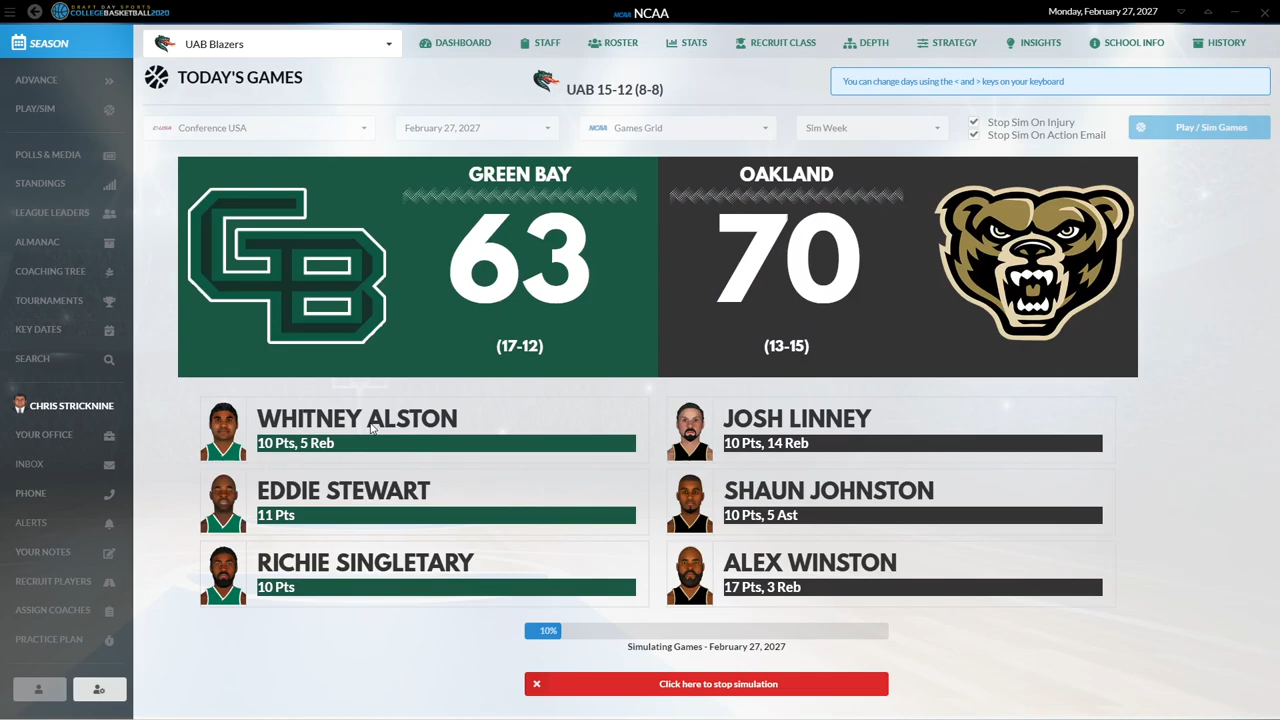 DRAFT DAY SPORTS
COLLEGEBASKETBALL2020
NCAA NCAA
Monday, February 27, 2027
SEASON
UAB Blazers
DASHBOARD
STAFF
ROSTER
STATS
RECRUIT CLASS
DEPTH
STRATEGY
INSIGHTS
SCHOOL INFO
HISTORY
TODAY'S GAMES
UAB 15-12 (8-8)
You can change days using the < and > keys on your keyboard
ADVANCE
PLAY/SIM
C-USA Conference USA
February 27, 2027
NCAA Games Grid
Sim Week
Stop Sim On Injury
Stop Sim On Action Email
Play / Sim Games
POLLS & MEDIA
STANDINGS
LEAGUE LEADERS
ALMANAC
COACHING TREE
TOURNAMENTS
KEY DATES
SEARCH
CHRIS STRICKNINE
YOUR OFFICE
INBOX
PHONE
ALERTS
YOUR NOTES
RECRUIT PLAYERS
ASSIGN COACHES
PRACTICE PLAN
GB
GREEN BAY
63
(17-12)
OAKLAND
70
(13-15)
WHITNEY ALSTON
10 Pts, 5 Reb
JOSH LINNEY
10 Pts, 14 Reb
EDDIE STEWART
11 Pts
SHAUN JOHNSTON
10 Pts, 5 Ast
RICHIE SINGLETARY
10 Pts
ALEX WINSTON
17 Pts, 3 Reb
10%
Simulating Games - February 27, 2027
Click here to stop simulation